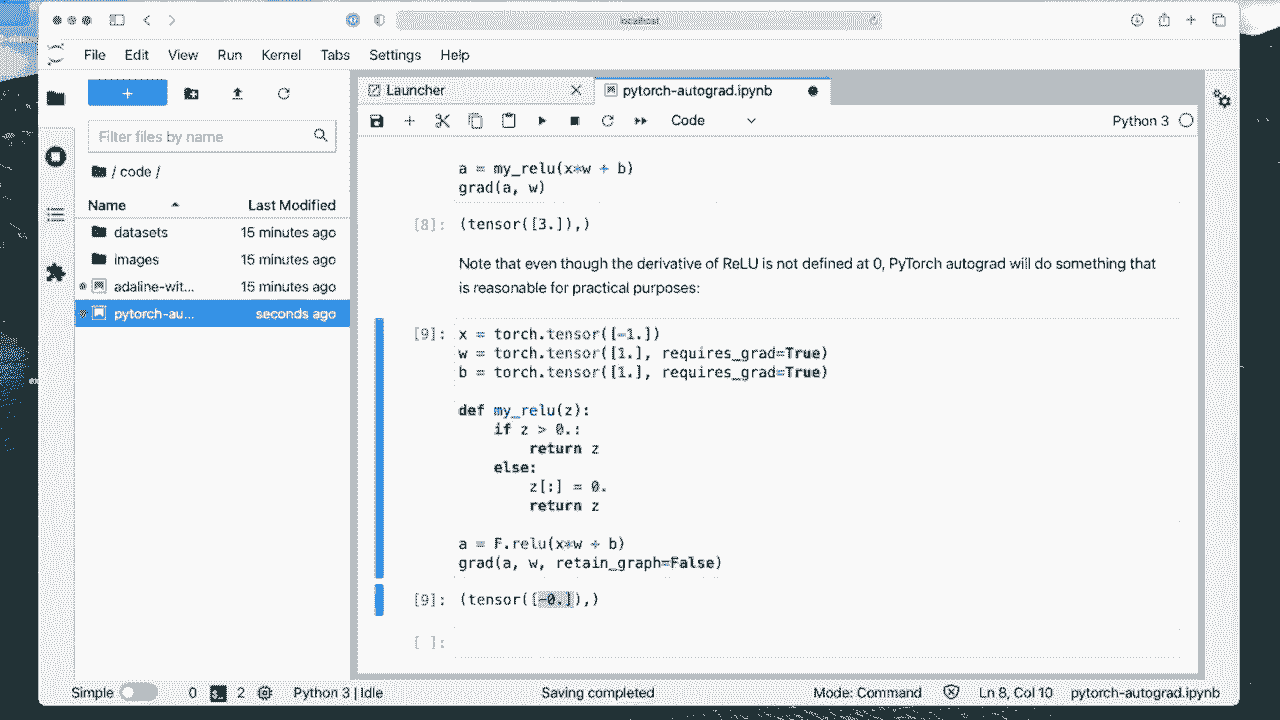 localhost
File Edit View Run Kernel Tabs Settings Help
Launcher
pytorch-autograd.ipynb
+
Filter files by name
Code
Python 3
/ code /
Name Last Modified
datasets 15 minutes ago
images 15 minutes ago
adaline-wit... 15 minutes ago
pytorch-au... seconds ago
a = my_relu(x*w + b)
grad(a, w)
[8]: (tensor([3.]),)
Note that even though the derivative of ReLU is not defined at 0, PyTorch autograd will do something that
is reasonable for practical purposes:
[9]: x = torch.tensor([-1.])
w = torch.tensor([1.], requires_grad=True)
b = torch.tensor([1.], requires_grad=True)
def my_relu(z):
if z > 0.:
return z
else:
z[:] = 0.
return z
a = F.relu(x*w + b)
grad(a, w, retain_graph=False)
[9]: (tensor([-0.]),)
[ ]:
Simple 0 2 Python 3 | Idle Saving completed Mode: Command Ln 8, Col 10 pytorch-autograd.ipynb